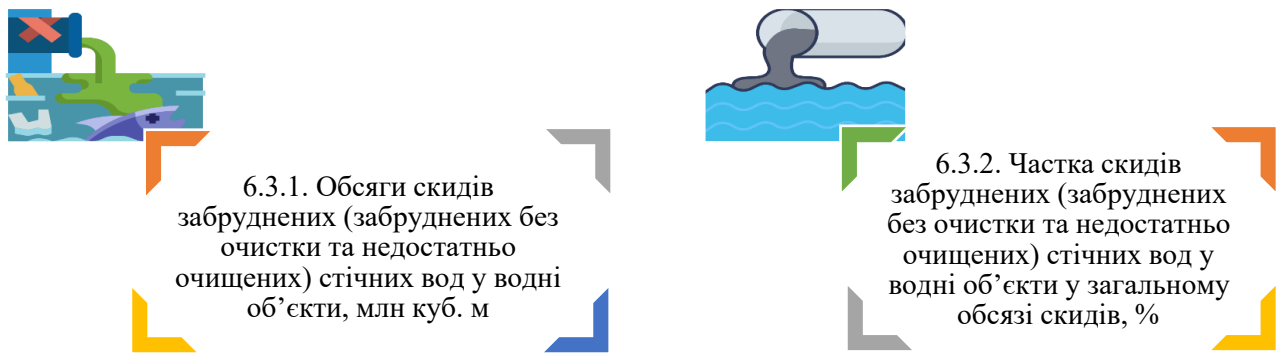 6.3.1. Обсяги скидів
забруднених (забруднених без
очистки та недостатньо
очищених) стічних вод у водні
об’єкти, млн куб. м
6.3.2. Частка скидів
забруднених (забруднених
без очистки та недостатньо
очищених) стічних вод у
водні об’єкти у загальному
обсязі скидів, %